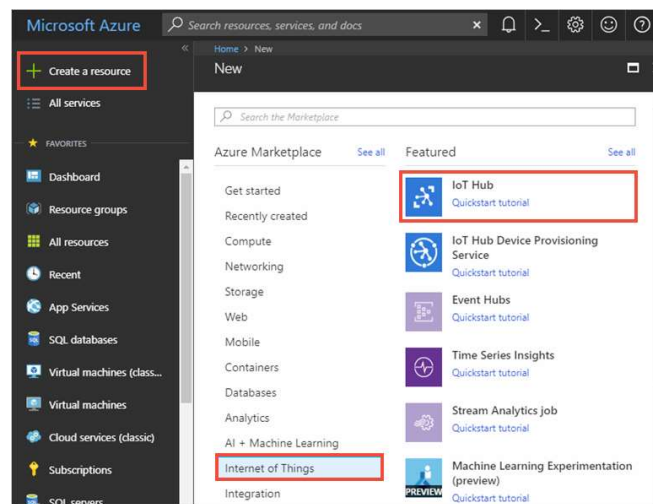 Microsoft Azure
Search resources, services, and docs
Create a resource
All services
FAVORITES
Dashboard
Resource groups
All resources
Recent
App Services
SQL databases
Virtual machines (class...
Virtual machines
Cloud services (classic)
Subscriptions
SQL servers
Home > New
New
Search the Marketplace
Azure Marketplace See all
Get started
Recently created
Compute
Networking
Storage
Web
Mobile
Containers
Databases
Analytics
AI + Machine Learning
Internet of Things
Integration
Featured See all
IoT Hub
Quickstart tutorial
IoT Hub Device Provisioning
Service
Quickstart tutorial
Event Hubs
Quickstart tutorial
Time Series Insights
Quickstart tutorial
Stream Analytics job
Quickstart tutorial
PREVIEW
Machine Learning Experimentation
(preview)
Quickstart tutorial